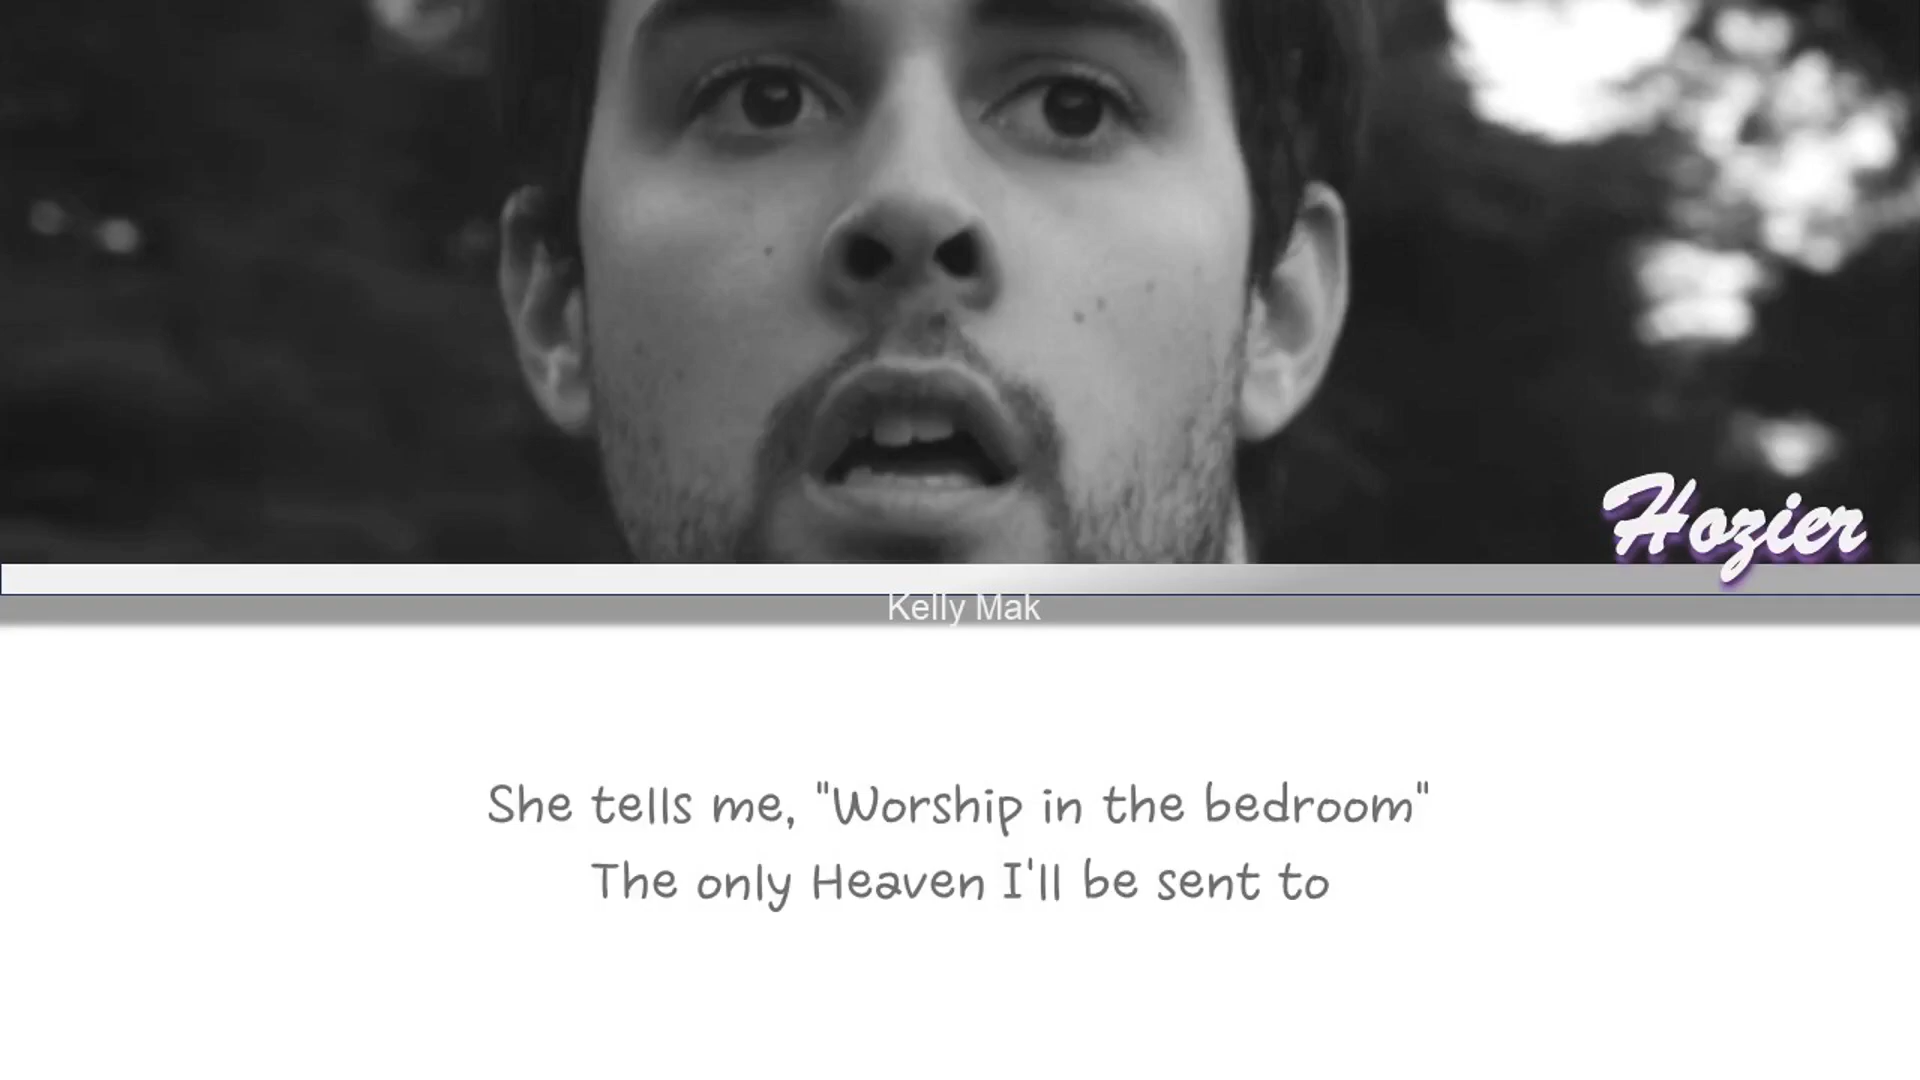 Hozier
Kelly Mak
She tells me, "Worship in the bedroom"
The only Heaven I'll be sent to